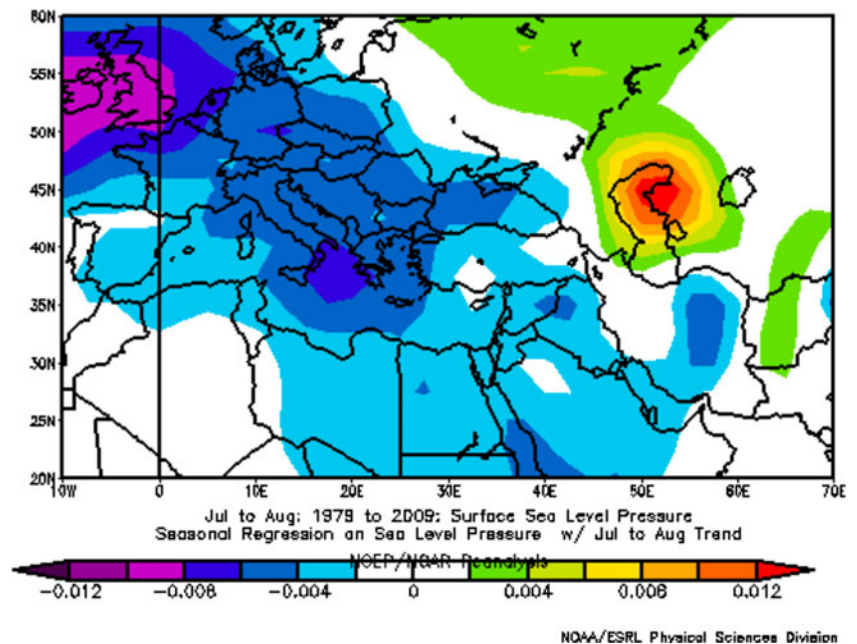 60N
55N
50N
45N
40N
35N
30N
25N
20N
10W 0 10E 20E 30E 40E 50E 60E 70E
Jul to Aug: 1979 to 2009: Surface Sea Level Pressure
Seasonal Regression on Sea Level Pressure w/ Jul to Aug Trend
NCEP/NCAR Reanalysis
-0.012 -0.008 -0.004 0 0.004 0.008 0.012
NOAA/ESRL Physical Sciences Division